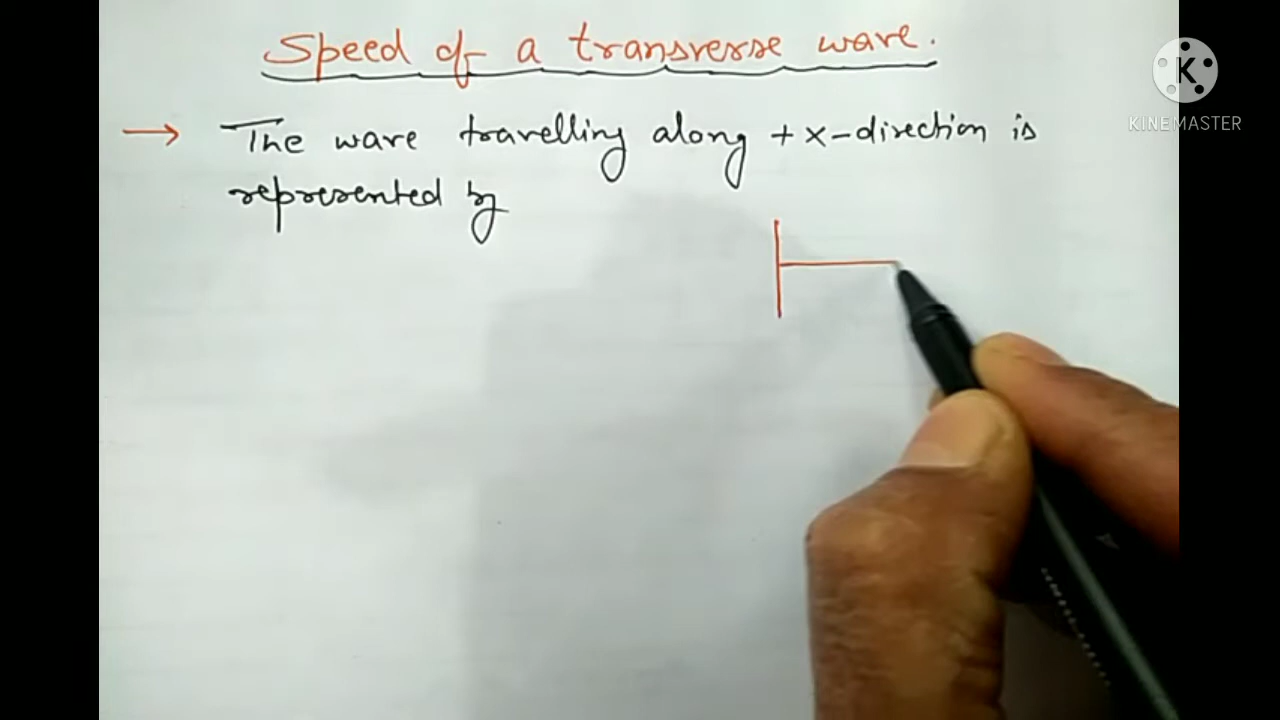 Speed of a transverse wave.
→ The wave travelling along + x-direction is
represented by
K
KINEMASTER